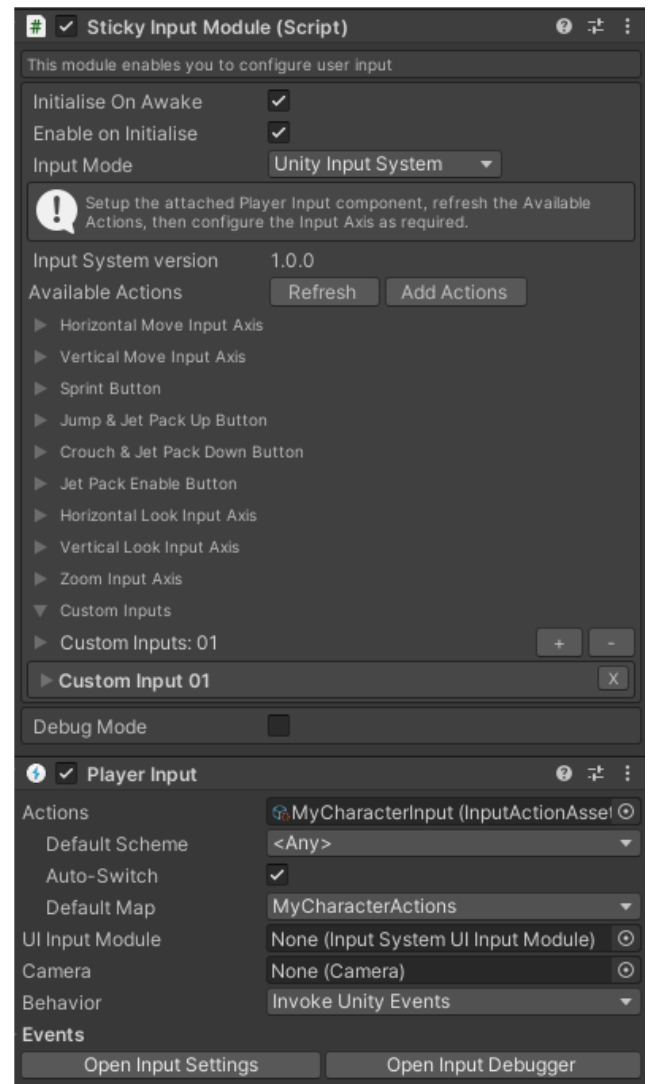 Sticky Input Module (Script)
This module enables you to configure user input
Initialise On Awake
Enable on Initialise
Input Mode Unity Input System
Setup the attached Player Input component, refresh the Available
Actions, then configure the Input Axis as required.
Input System version 1.0.0
Available Actions Refresh Add Actions
Horizontal Move Input Axis
Vertical Move Input Axis
Sprint Button
Jump & Jet Pack Up Button
Crouch & Jet Pack Down Button
Jet Pack Enable Button
Horizontal Look Input Axis
Vertical Look Input Axis
Zoom Input Axis
Custom Inputs
Custom Inputs: 01 + -
Custom Input 01 X
Debug Mode
Player Input
Actions MyCharacterInput (InputActionAsset
Default Scheme <Any>
Auto-Switch
Default Map MyCharacterActions
UI Input Module None (Input System UI Input Module)
Camera None (Camera)
Behavior Invoke Unity Events
Events
Open Input Settings Open Input Debugger